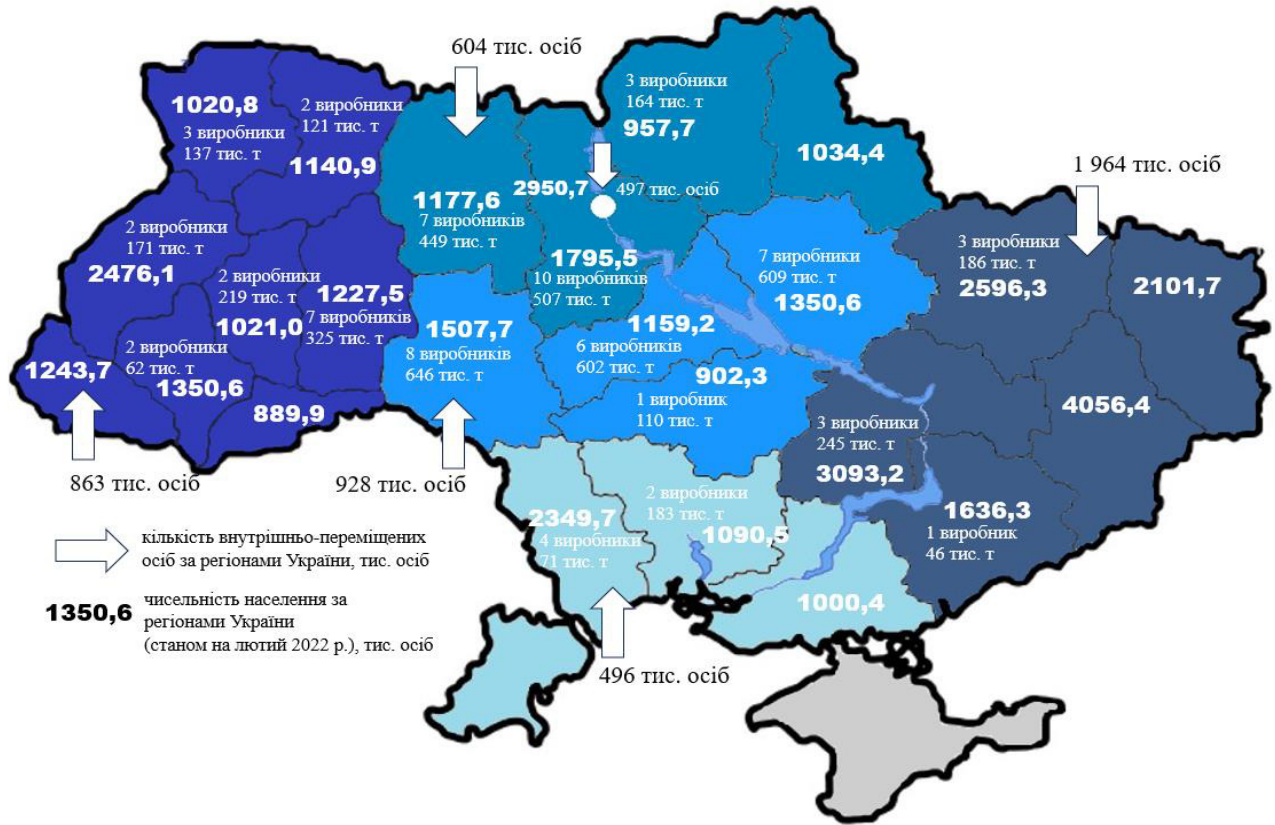 604 тис. осіб
3 виробники
164 тис. т
957,7
1020,8
3 виробники
137 тис. т
2 виробники
121 тис. т
1140,9
1034,4
1 964 тис. осіб
2950,7
497 тис. осіб
1177,6
7 виробників
449 тис. т
1795,5
10 виробників
507 тис. т
2 виробники
171 тис. т
2476,1
2 виробники
219 тис. т
1021,0
1227,5
7 виробників
325 тис. т
7 виробники
609 тис. т
1350,6
3 виробники
186 тис. т
2596,3
2101,7
1507,7
8 виробників
646 тис. т
1159,2
6 виробників
602 тис. т
902,3
1 виробник
110 тис. т
1243,7
2 виробники
62 тис. т
1350,6
889,9
4056,4
3 виробники
245 тис. т
3093,2
863 тис. осіб
928 тис. осіб
2349,7
4 виробники
71 тис. т
2 виробники
183 тис. т
1090,5
1636,3
1 виробник
46 тис. т
1000,4
496 тис. осіб
кількість внутрішньо-переміщених
осіб за регіонами України, тис. осіб
1350,6
чисельність населення за
регіонами України
(станом на лютий 2022 р.), тис. осіб